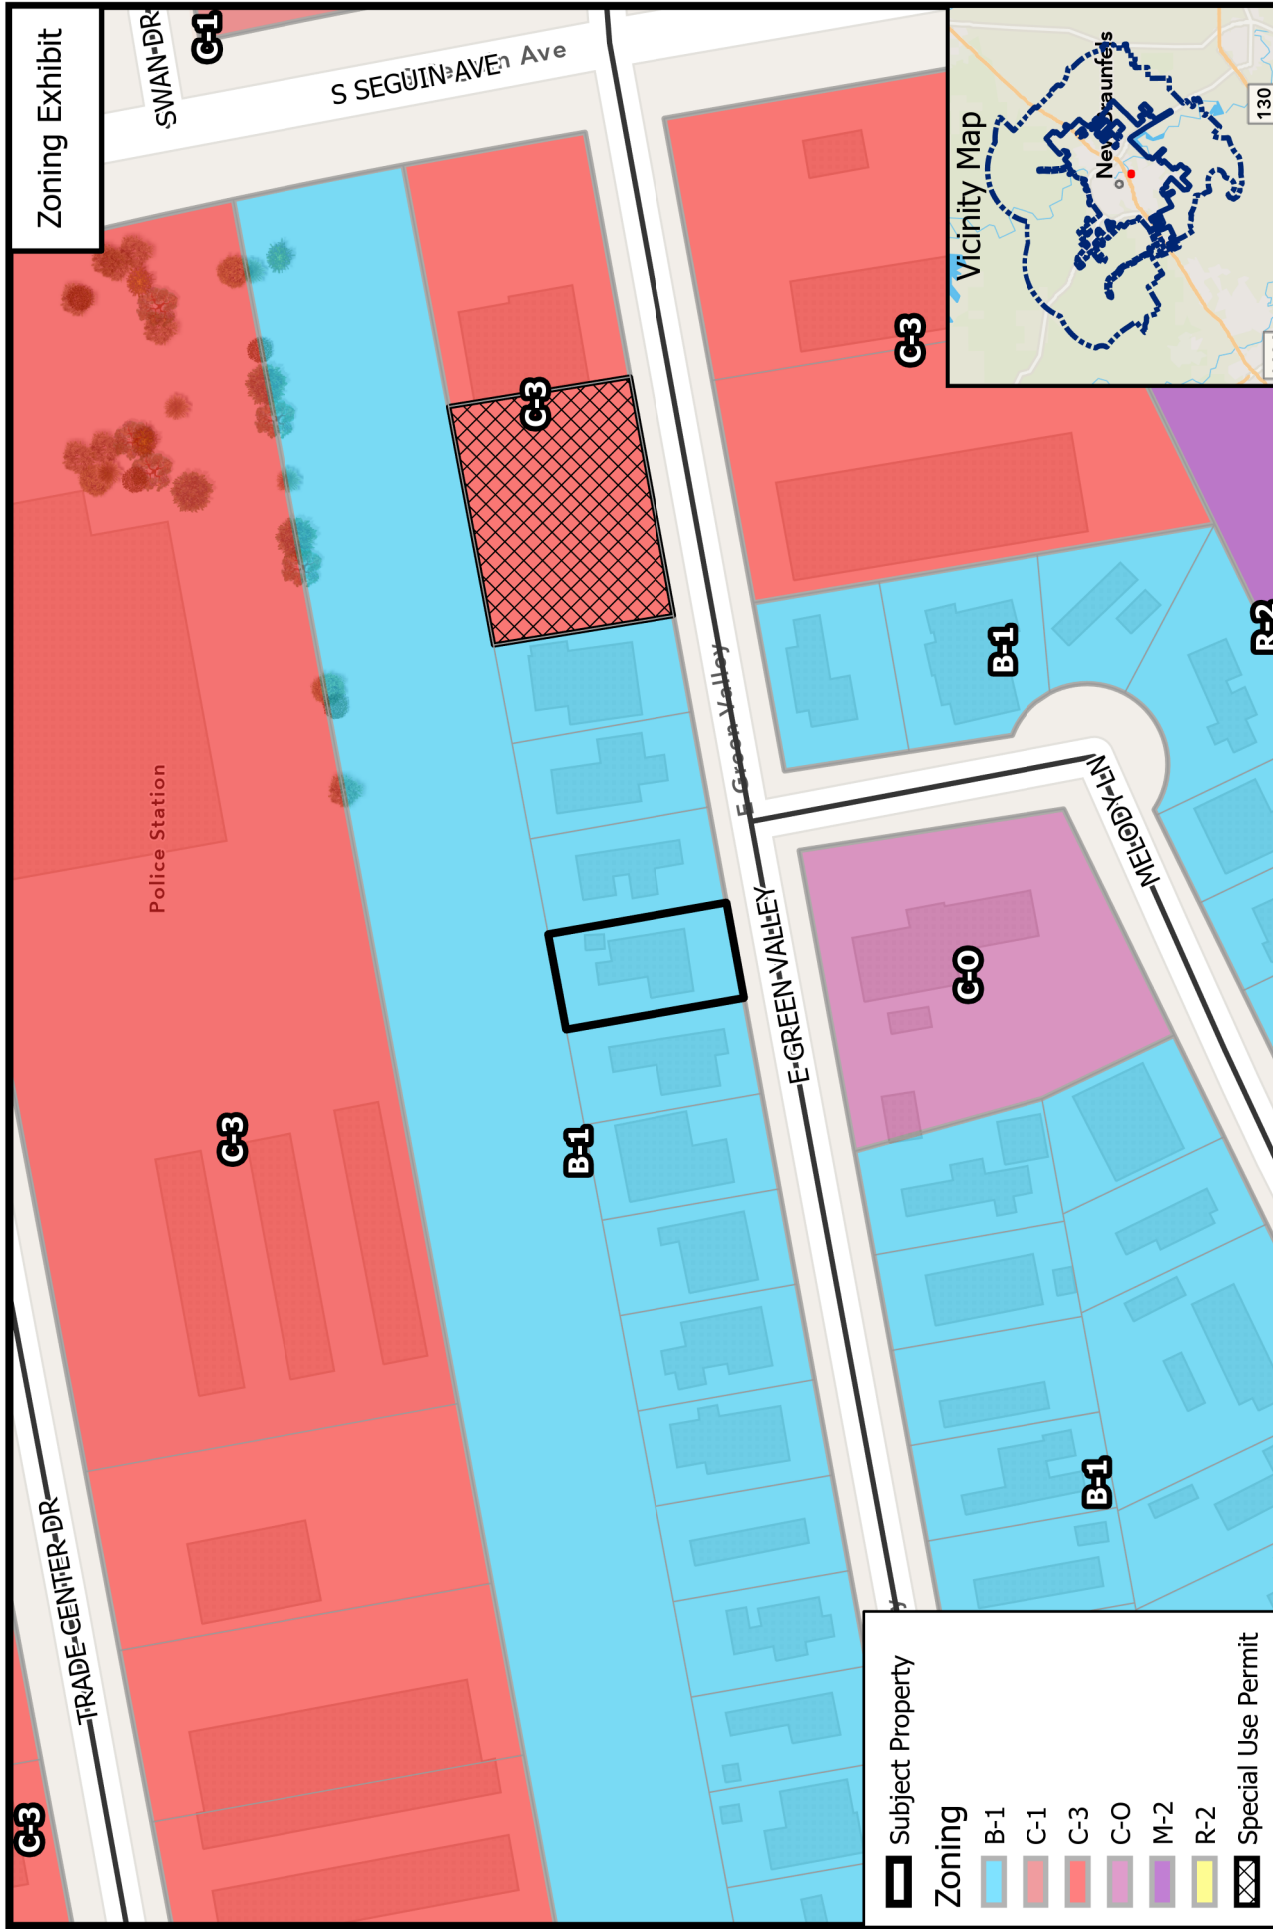 Zoning Exhibit
SWAN DR
C-1
S SEGUIN AVE
Ave
Police Station
C-3
C-3
C-3
C-3
TRADE CENTER DR
B-1
B-1
B-1
C-O
R-2
E Green Valley
E GREEN VALLEY
MELODY LN
Vicinity Map
New Braunfels
130
Subject Property
Zoning
B-1
C-1
C-3
C-O
M-2
R-2
Special Use Permit